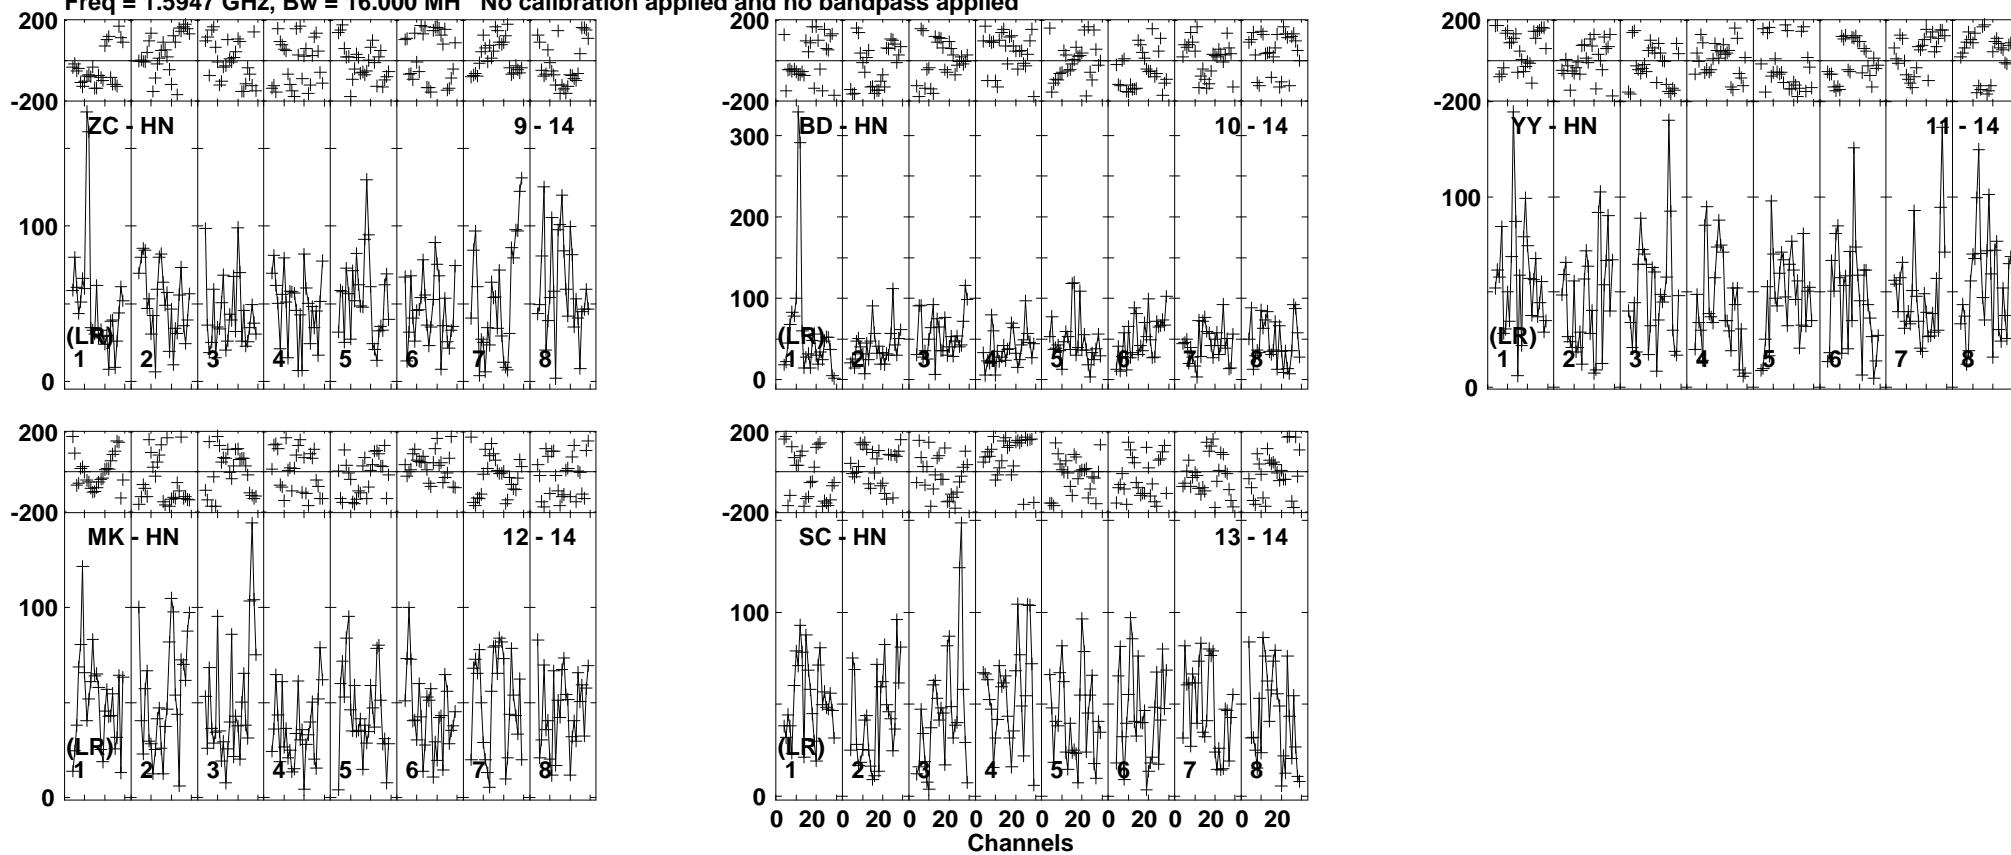 Freq = 1.5947 GHz, Bw = 16.000 MH No calibration applied and no bandpass applied
200
-200
ZC - HN 9 - 14
100
0
(LR)
1 2 3 4 5 6 7 8
-200
200
BD - HN 10 - 14
300
200
100
0
(LR)
1 2 3 4 5 6 7 8
200
-200
YY - HN 11 - 14
100
0
(LR)
1 2 3 4 5 6 7 8
200
-200
MK - HN 12 - 14
100
0
(LR)
1 2 3 4 5 6 7 8
200
-200
SC - HN 13 - 14
100
0
(LR)
1 2 3 4 5 6 7 8
0 20 0 20 0 20 0 20 0 20 0 20 0 20 0 20
Channels